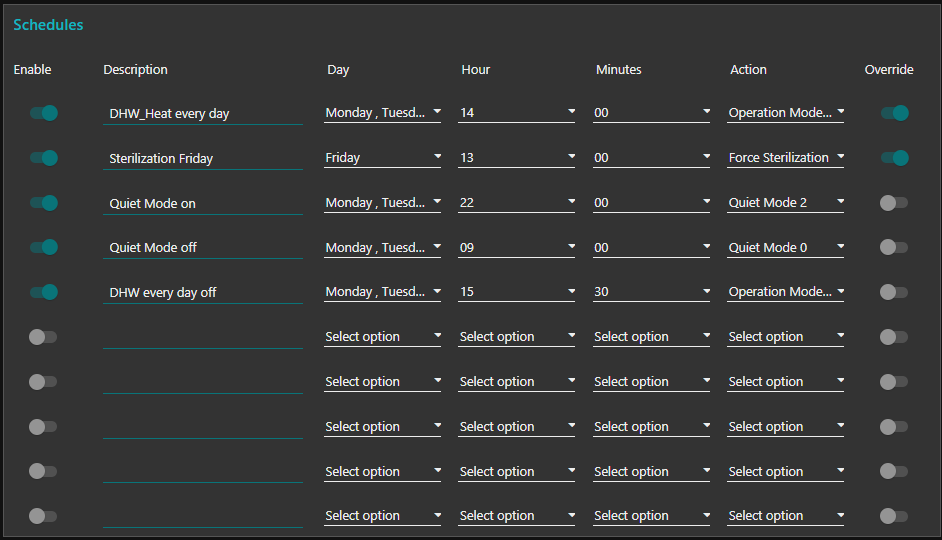 Schedules
Enable Description Day Hour Minutes Action Override
DHW_Heat every day Monday , Tuesd... 14 00 Operation Mode...
Sterilization Friday Friday 13 00 Force Sterilization
Quiet Mode on Monday , Tuesd... 22 00 Quiet Mode 2
Quiet Mode off Monday , Tuesd... 09 00 Quiet Mode 0
DHW every day off Monday , Tuesd... 15 30 Operation Mode...
Select option Select option Select option Select option
Select option Select option Select option Select option
Select option Select option Select option Select option
Select option Select option Select option Select option
Select option Select option Select option Select option